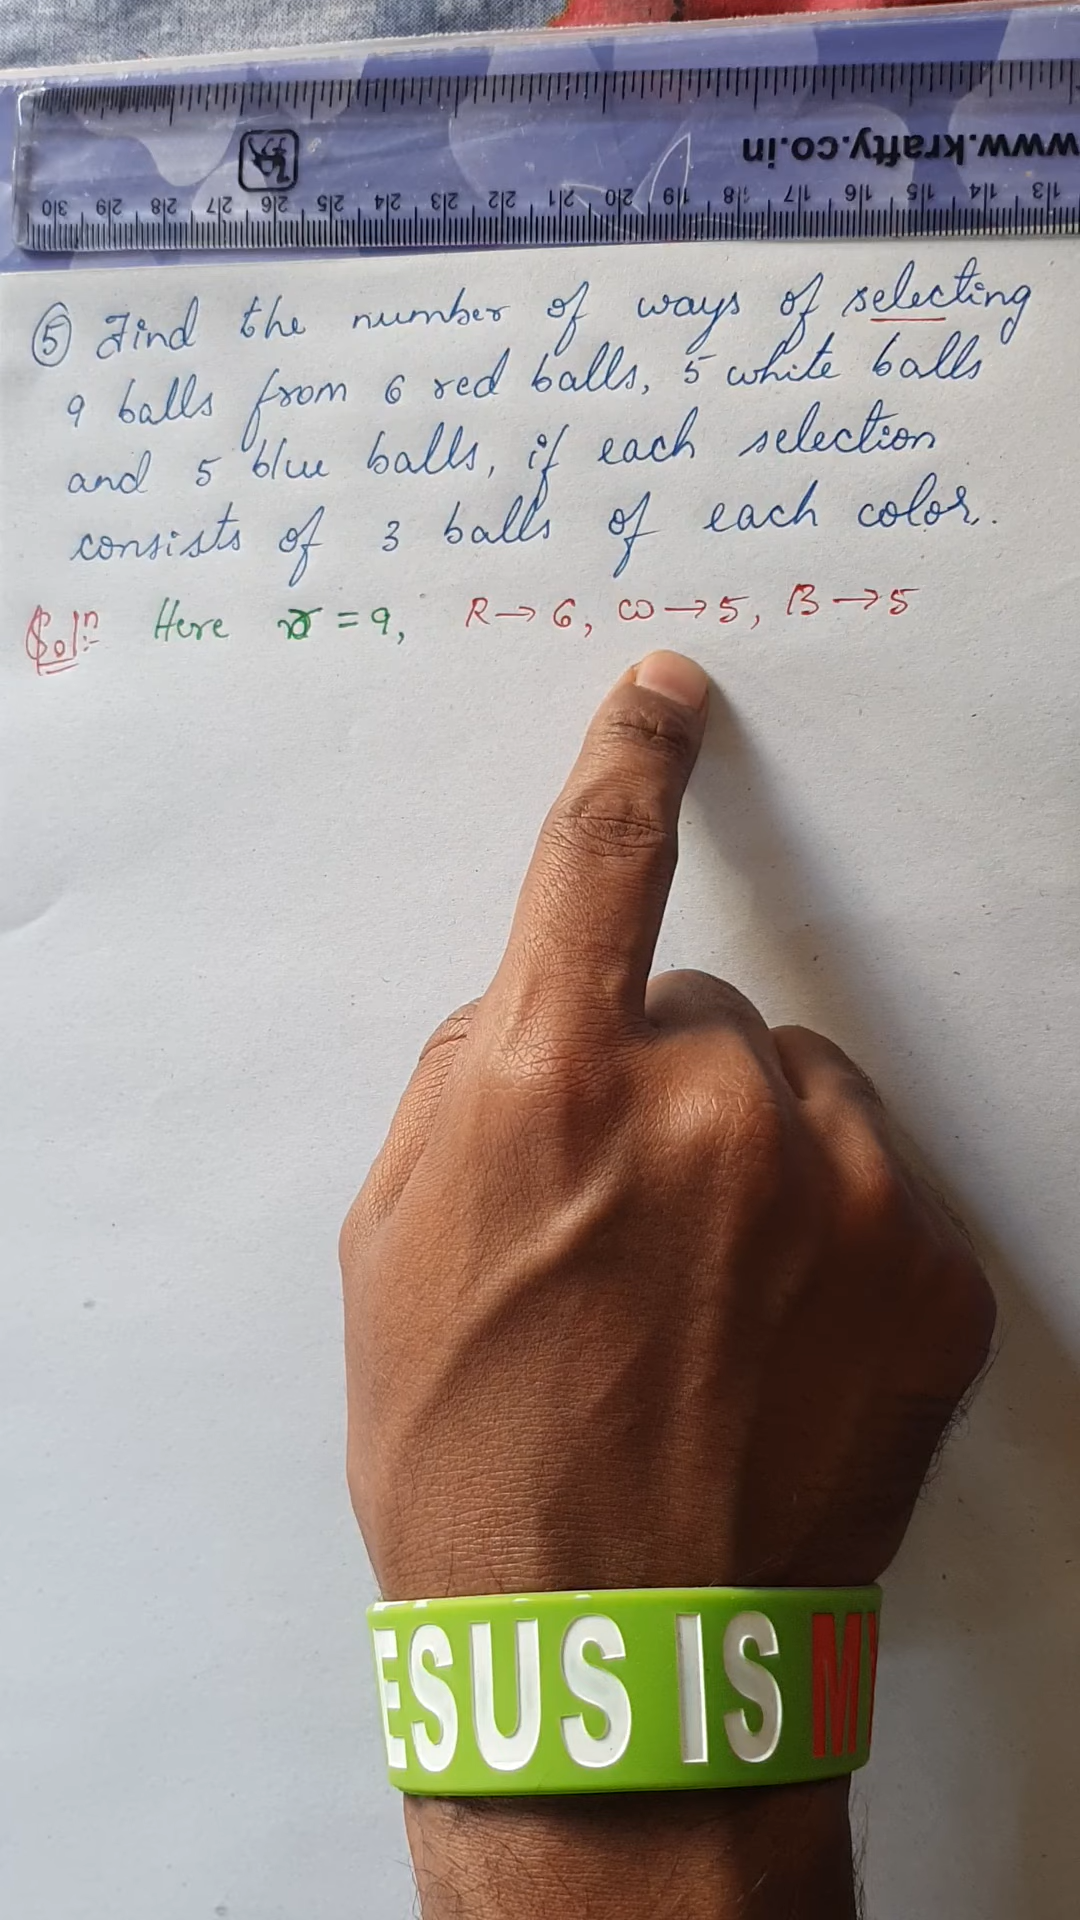 www.krafty.co.in
30 29 28 27 26 25 24 23 22 21 20 19 18 17 16 15 14 13
⑤ Find the number of ways of selecting
9 balls from 6 red balls, 5 white balls
and 5 blue balls, if each selection
consists of 3 balls of each color.
Solⁿ:- Here r = 9, R → 6, W → 5, B → 5
ESUS IS M